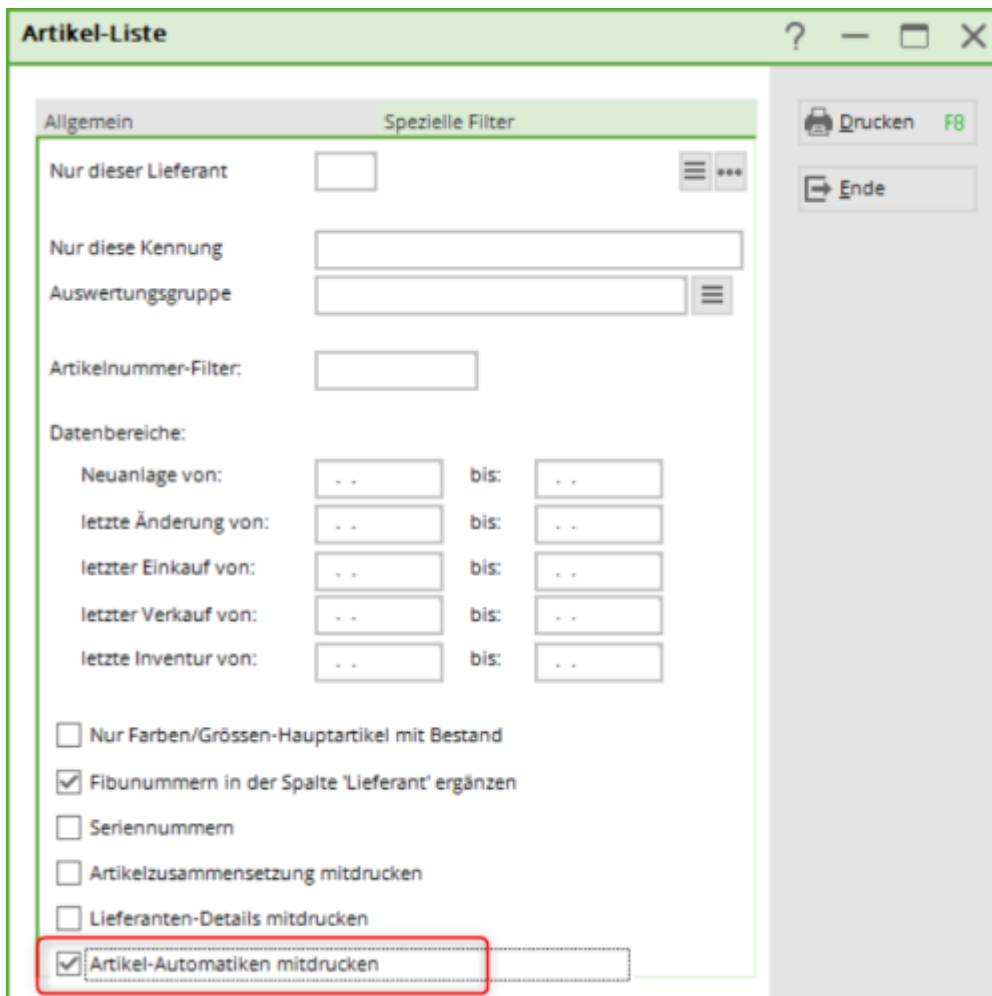 Artikel-Liste
Allgemein Spezielle Filter
Drucken F8
Ende
Nur dieser Lieferant
Nur diese Kennung
Auswertungsgruppe
Artikelnummer-Filter:
Datenbereiche:
Neuanlage von: . . bis: . .
letzte Änderung von: . . bis: . .
letzter Einkauf von: . . bis: . .
letzter Verkauf von: . . bis: . .
letzte Inventur von: . . bis: . .
Nur Farben/Grössen-Hauptartikel mit Bestand
Fibunummern in der Spalte 'Lieferant' ergänzen
Seriennummern
Artikelzusammensetzung mitdrucken
Lieferanten-Details mitdrucken
Artikel-Automatiken mitdrucken